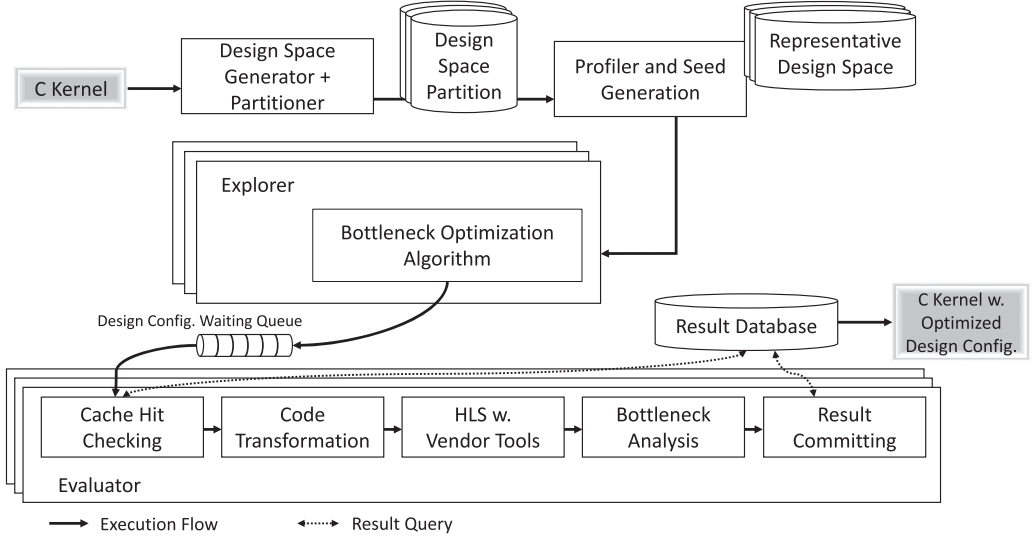 C Kernel
Design Space
Generator +
Partitioner
Design
Space
Partition
Profiler and Seed
Generation
Representative
Design Space
Explorer
Bottleneck Optimization
Algorithm
Design Config. Waiting Queue
Result Database
C Kernel w.
Optimized
Design Config.
Cache Hit
Checking
Code
Transformation
HLS w.
Vendor Tools
Bottleneck
Analysis
Result
Committing
Evaluator
Execution Flow
Result Query